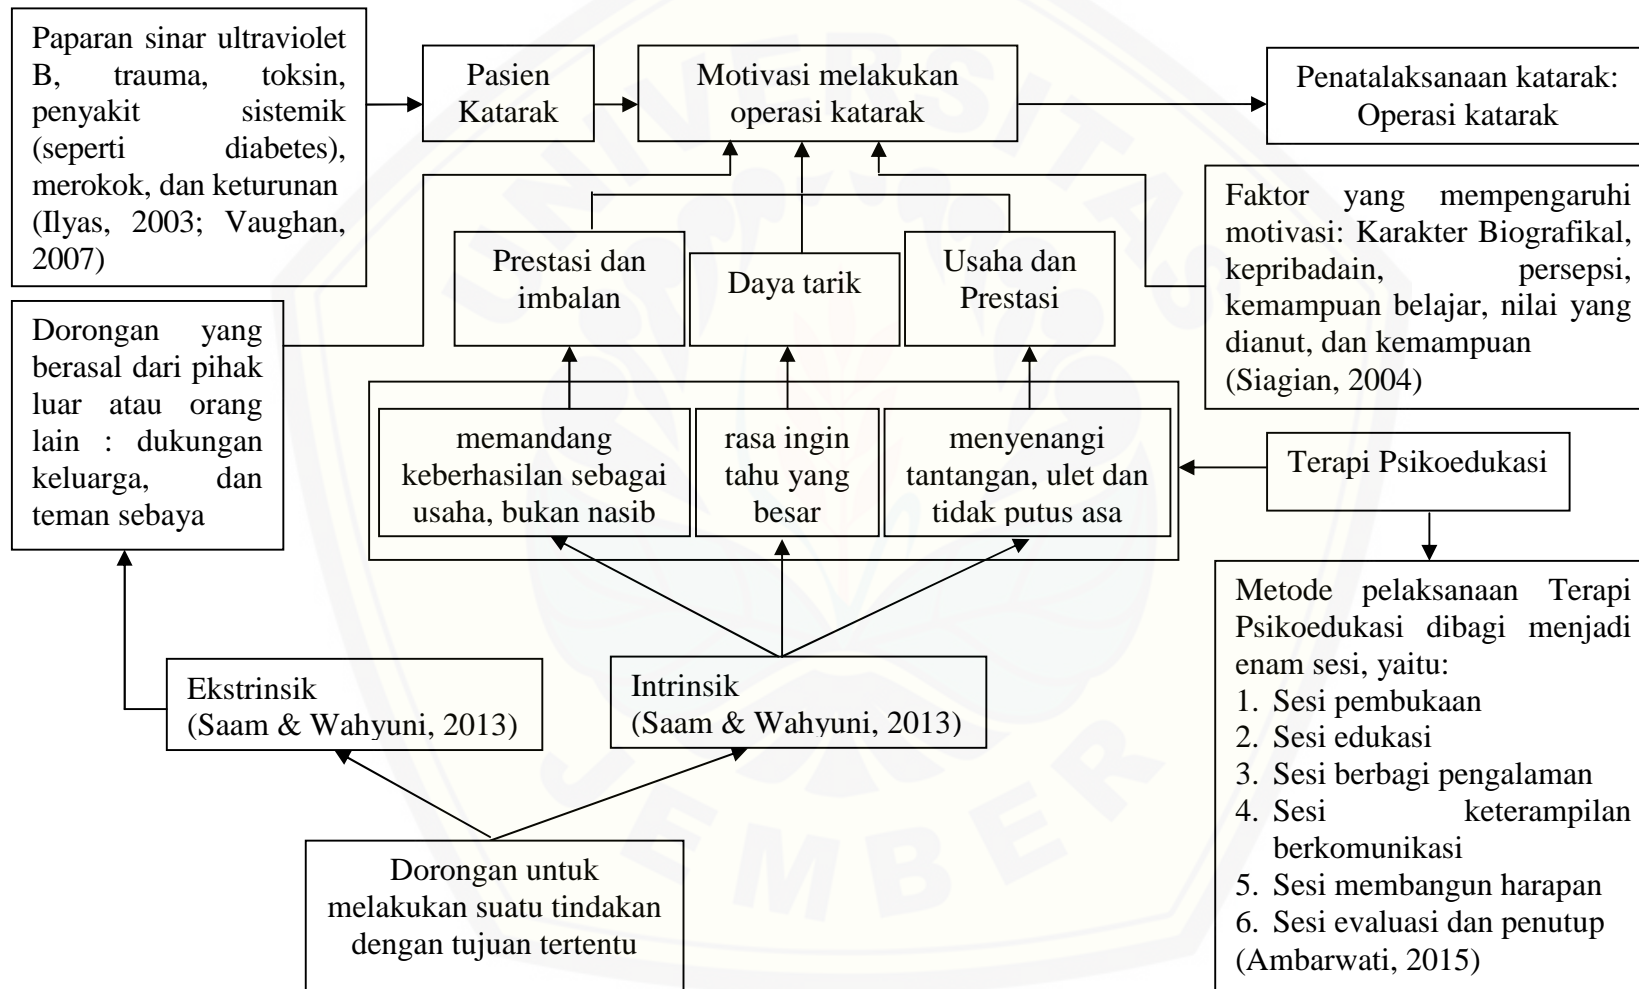 Paparan sinar ultraviolet
B, trauma, toksin,
penyakit sistemik
(seperti diabetes),
merokok, dan keturunan
(Ilyas, 2003; Vaughan,
2007)
Pasien
Katarak
Motivasi melakukan
operasi katarak
Penatalaksanaan katarak:
Operasi katarak
Faktor yang mempengaruhi
motivasi: Karakter Biografikal,
kepribadain, persepsi,
kemampuan belajar, nilai yang
dianut, dan kemampuan
(Siagian, 2004)
Prestasi dan
imbalan
Daya tarik
Usaha dan
Prestasi
Dorongan yang
berasal dari pihak
luar atau orang
lain : dukungan
keluarga, dan
teman sebaya
memandang
keberhasilan sebagai
usaha, bukan nasib
rasa ingin
tahu yang
besar
menyenangi
tantangan, ulet dan
tidak putus asa
Terapi Psikoedukasi
Metode pelaksanaan Terapi
Psikoedukasi dibagi menjadi
enam sesi, yaitu:
1. Sesi pembukaan
2. Sesi edukasi
3. Sesi berbagi pengalaman
4. Sesi keterampilan
berkomunikasi
5. Sesi membangun harapan
6. Sesi evaluasi dan penutup
(Ambarwati, 2015)
Ekstrinsik
(Saam & Wahyuni, 2013)
Intrinsik
(Saam & Wahyuni, 2013)
Dorongan untuk
melakukan suatu tindakan
dengan tujuan tertentu
UNIVERSITAS
JEMBER